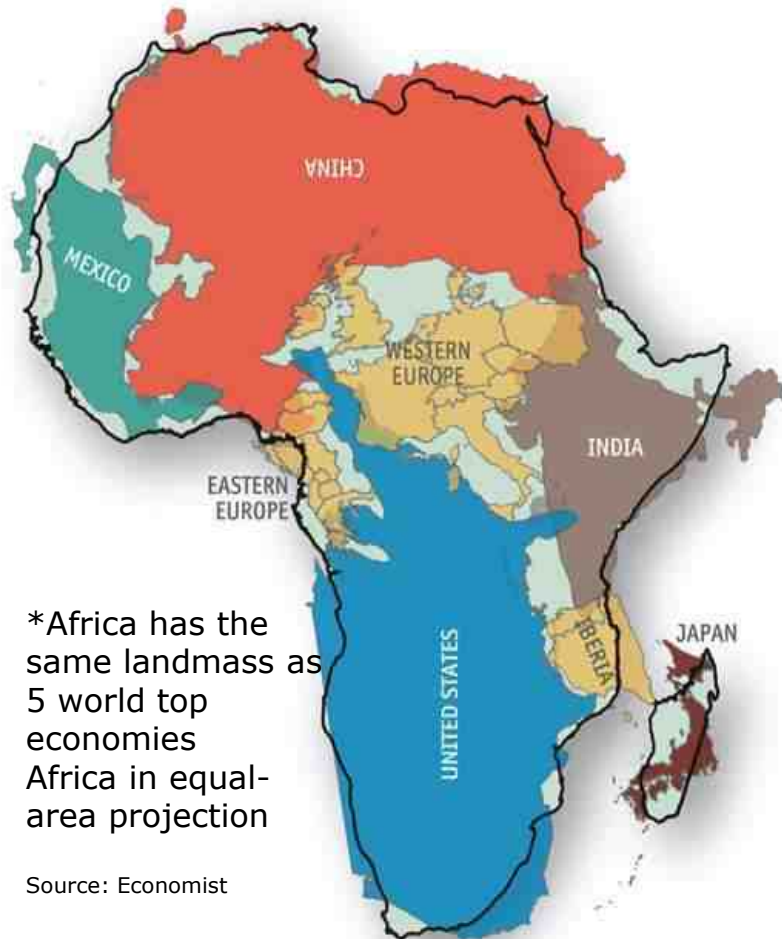 CHINA
MEXICO
WESTERN
EUROPE
INDIA
EASTERN
EUROPE
*Africa has the
same landmass as
5 world top
economies
Africa in equal-
area projection
UNITED STATES
IBERIA
JAPAN
Source: Economist